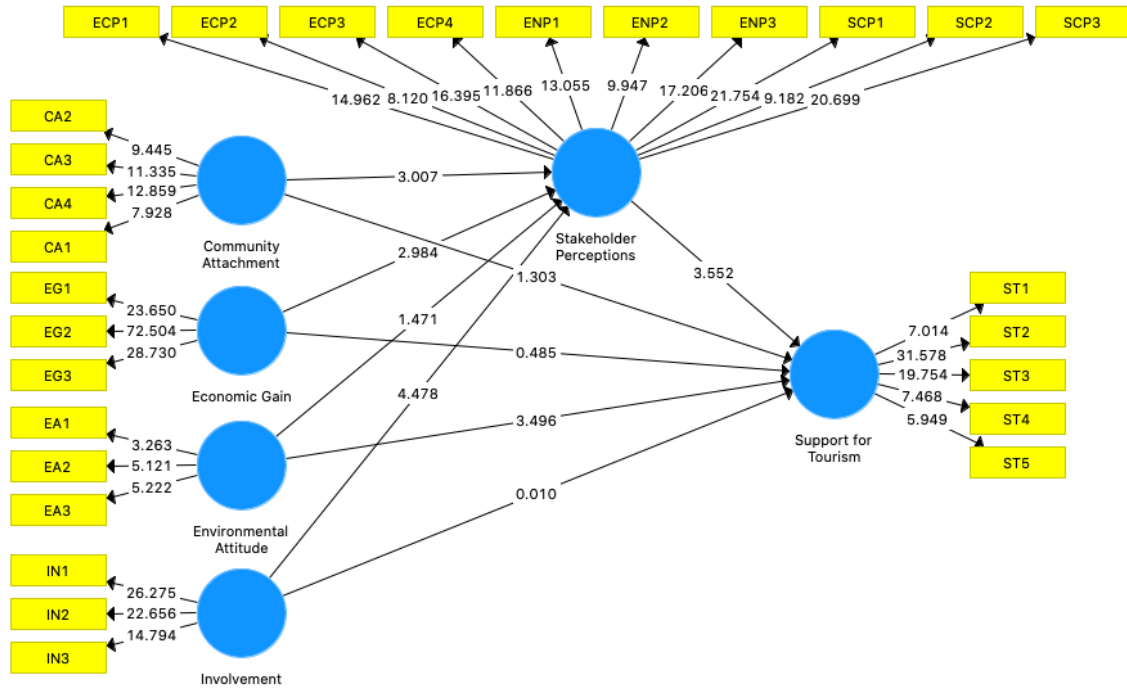 ECP1 ECP2 ECP3 ECP4 ENP1 ENP2 ENP3 SCP1 SCP2 SCP3
14.962 8.120 16.395 11.866 13.055 9.947 17.206 21.754 9.182 20.699
CA2
CA3
CA4
CA1
9.445
11.335
12.859
7.928
Community
Attachment
3.007
Stakeholder
Perceptions
2.984
1.303
3.552
EG1
EG2
EG3
23.650
72.504
28.730
Economic Gain
1.471
0.485
4.478
ST1
ST2
ST3
ST4
ST5
7.014
31.578
19.754
7.468
5.949
Support for
Tourism
EA1
EA2
EA3
3.263
5.121
5.222
Environmental
Attitude
3.496
0.010
IN1
IN2
IN3
26.275
22.656
14.794
Involvement